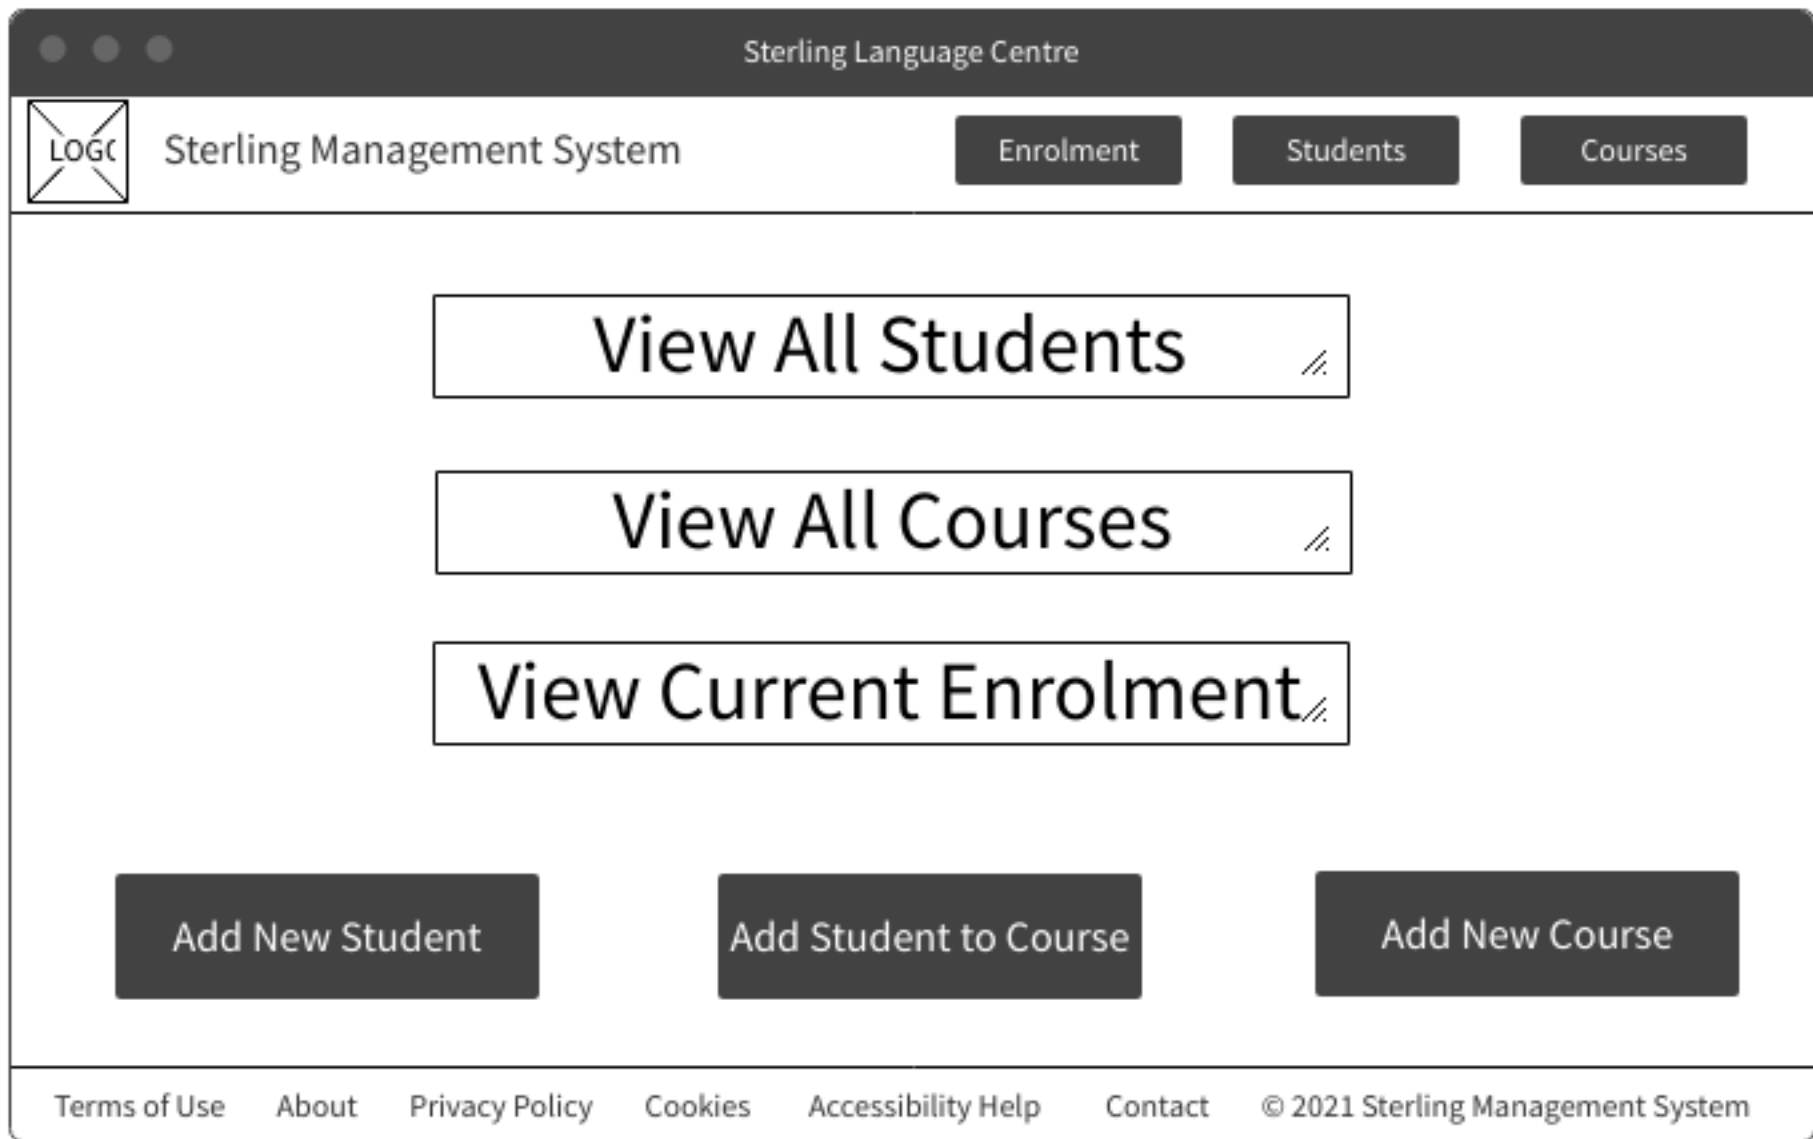 Sterling Language Centre
LOGO Sterling Management System Enrolment Students Courses
View All Students
View All Courses
View Current Enrolment
Add New Student Add Student to Course Add New Course
Terms of Use About Privacy Policy Cookies Accessibility Help Contact © 2021 Sterling Management System